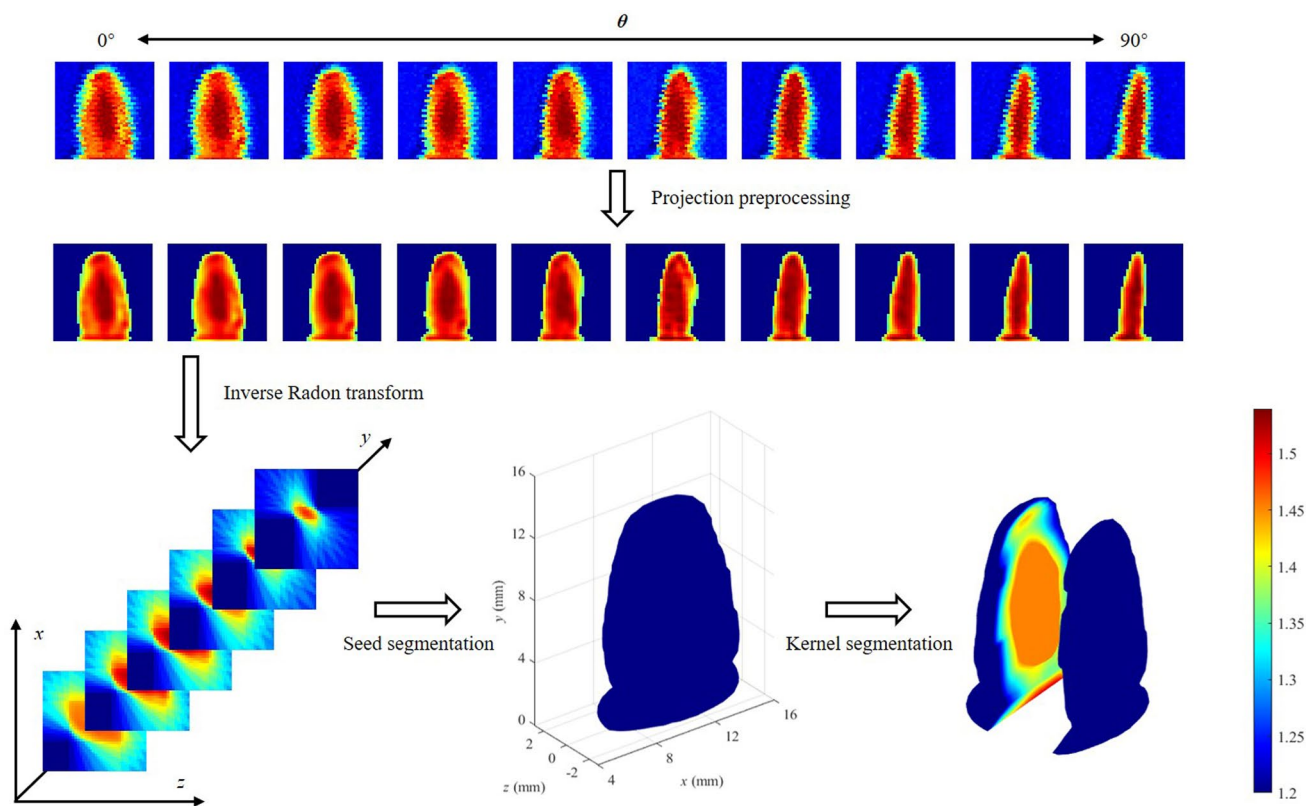 θ
0°
90°
Projection preprocessing
Inverse Radon transform
y
x
z
Seed segmentation
16
12
8
4
0
y (mm)
2
0
-2
z (mm)
4
8
12
16
x (mm)
Kernel segmentation
1.5
1.45
1.4
1.35
1.3
1.25
1.2